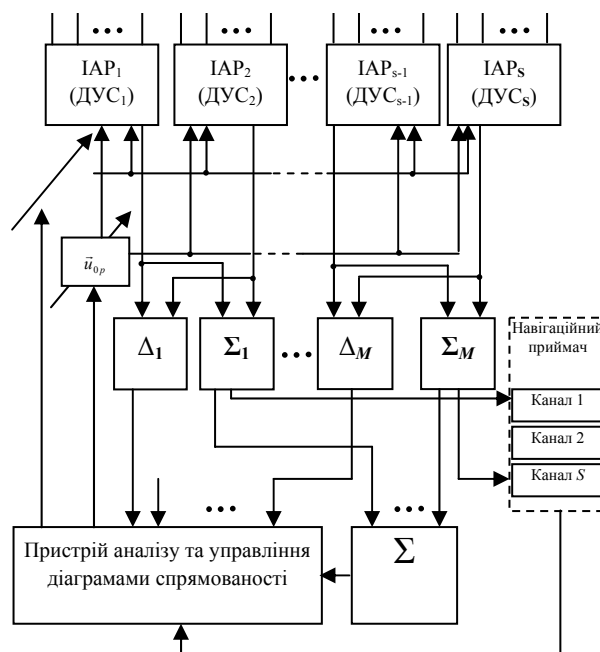 ... ... ... ...
IAP₁ IAP₂ ... IAPₛ₋₁ IAPₛ
(ДУС₁) (ДУС₂) (ДУСₛ₋₁) (ДУСₛ)
u⃗₀ₚ
Δ₁ Σ₁ ... Δ_M Σ_M
Навігаційний
приймач
Канал 1
Канал 2
Канал S
... ...
Пристрій аналізу та управління
діаграмами спрямованості
Σ